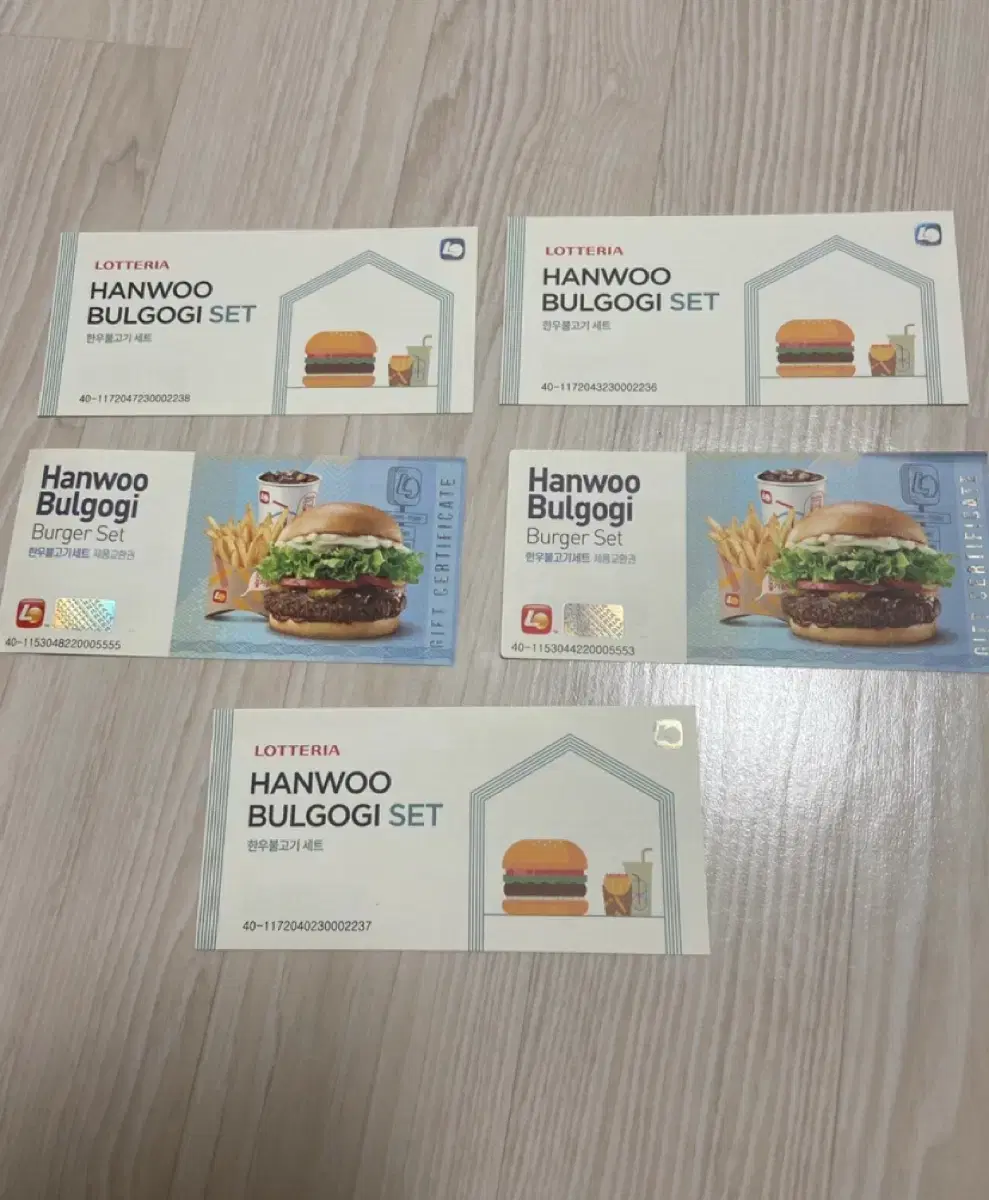 LOTTERIA
HANWOO
BULGOGI SET
한우불고기 세트
40-1172047230002238
LOTTERIA
HANWOO
BULGOGI SET
한우불고기 세트
40-1172043230002236
Hanwoo
Bulgogi
Burger Set
한우불고기세트 제품교환권
40-1153048220005555
GIFT CERTIFICATE
Hanwoo
Bulgogi
Burger Set
한우불고기세트 제품교환권
40-1153044220005553
GIFT CERTIFICATE
LOTTERIA
HANWOO
BULGOGI SET
한우불고기 세트
40-1172040230002237